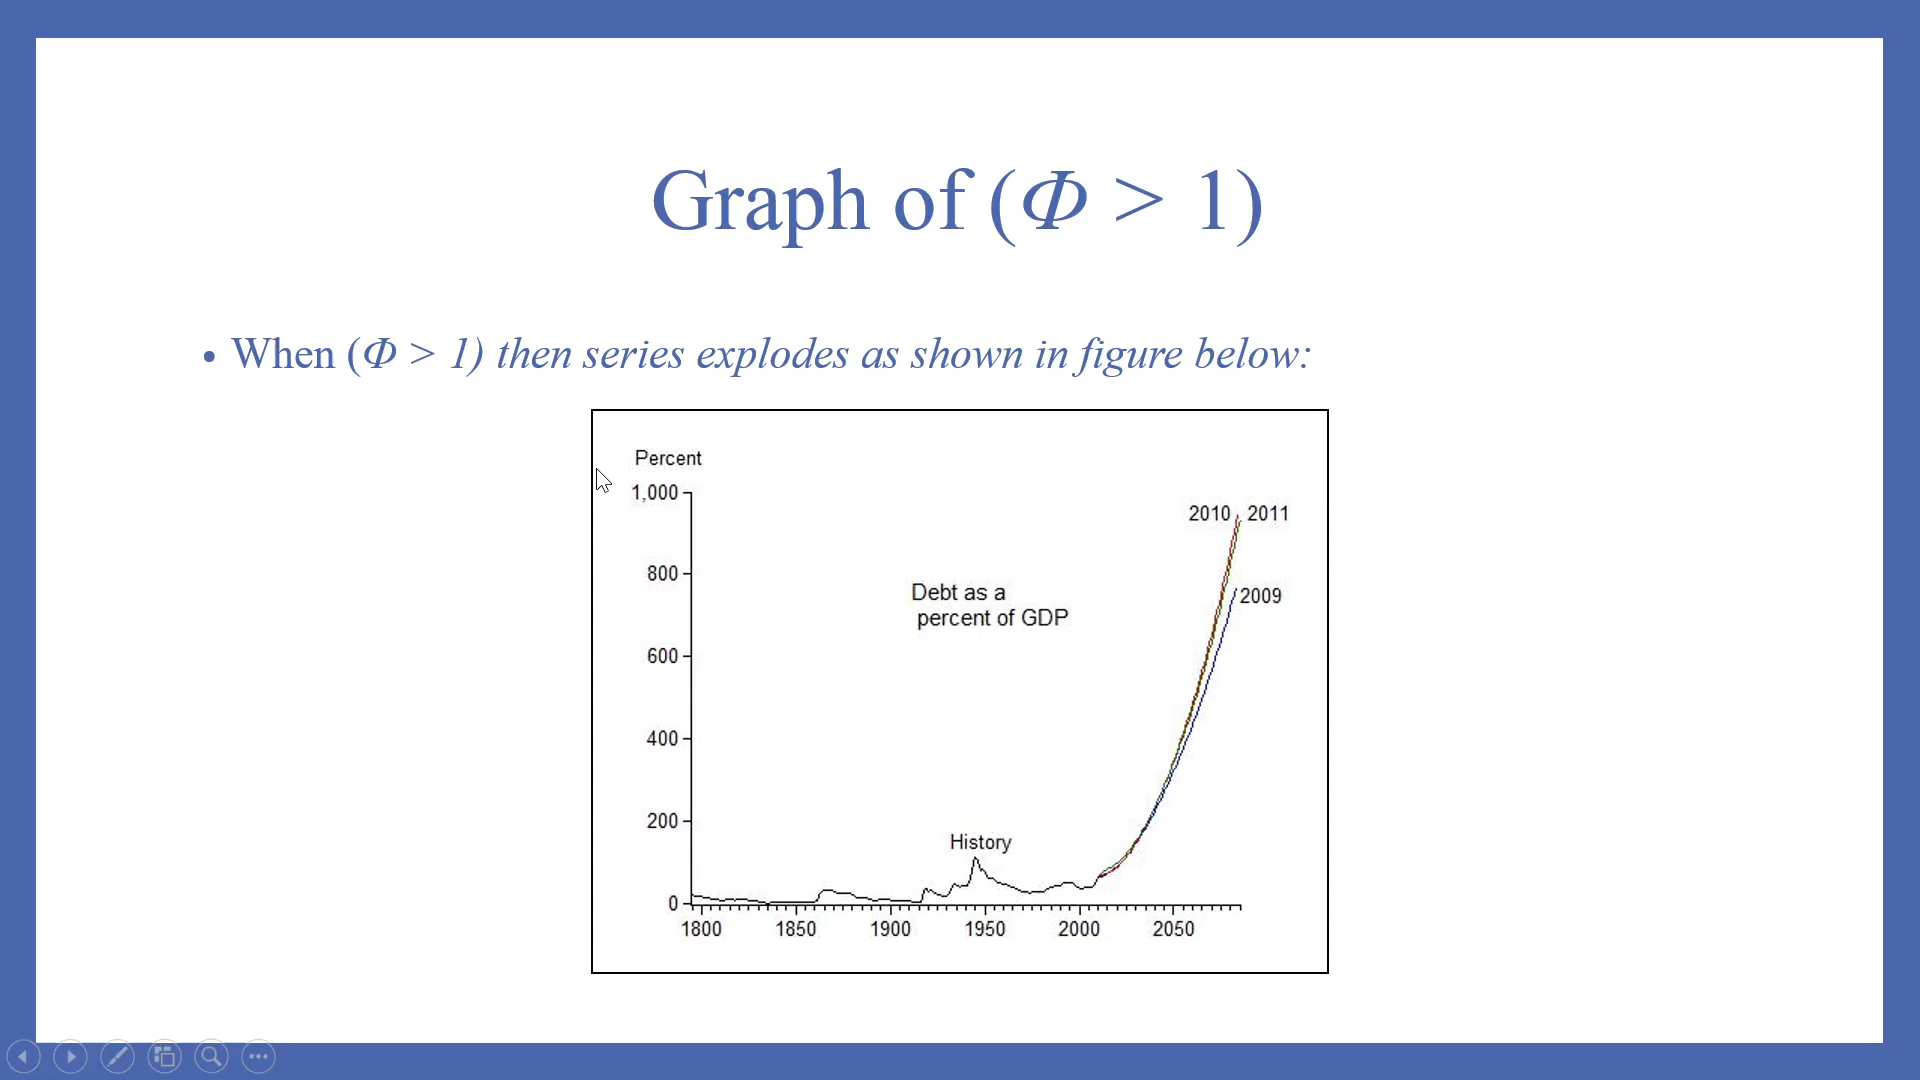 Graph of (Φ > 1)
• When (Φ > 1) then series explodes as shown in figure below:
Percent
1,000
800
600
400
200
0
2010 2011
2009
Debt as a
percent of GDP
History
1800 1850 1900 1950 2000 2050